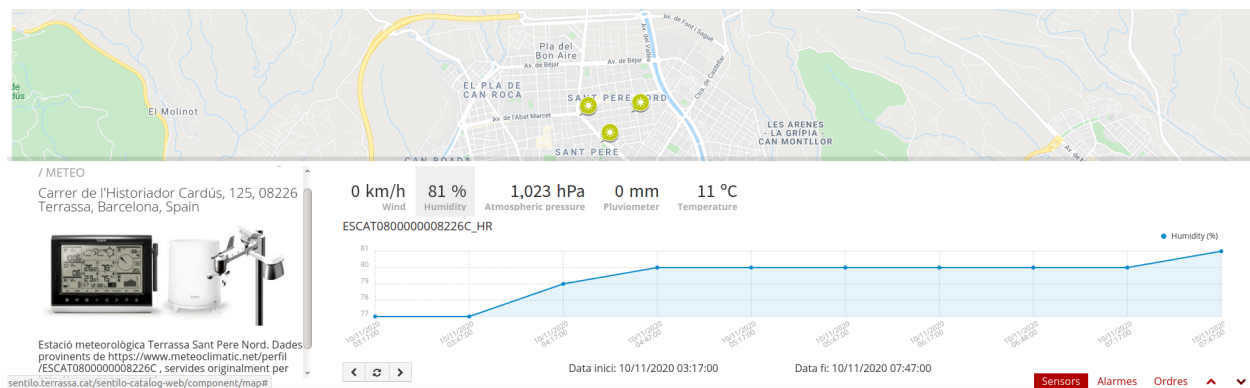 Av. de Font i Sagué
Av. del Vallès
Pla del
Bon Aire
Av. de Béjar
Av. de Béjar
Ctra. de Castellar
EL PLA DE
CAN ROCA
SANT PERE NORD
El Molinot
Av. de l'Abat Marcet
LES ARENES
- LA GRÍPIA -
CAN MONTLLOR
SANT PERE
/ METEO
Carrer de l'Historiador Cardús, 125, 08226
Terrassa, Barcelona, Spain
Estació meteorològica Terrassa Sant Pere Nord. Dades
provinents de https://www.meteoclimatic.net/perfil
/ESCAT0800000008226C , servides originalment per
sentilo.terrassa.cat/sentilo-catalog-web/component/map#
0 km/h 81 % 1,023 hPa 0 mm 11 ºC
Wind Humidity Atmospheric pressure Pluviometer Temperature
ESCAT0800000008226C_HR
Humidity (%)
81
80
79
78
77
10/11/2020
03:17:00
10/11/2020
03:47:00
10/11/2020
04:17:00
10/11/2020
04:47:00
10/11/2020
05:17:00
10/11/2020
05:47:00
10/11/2020
06:17:00
10/11/2020
06:48:00
10/11/2020
07:17:00
10/11/2020
07:47:00
Data inici: 10/11/2020 03:17:00 Data fi: 10/11/2020 07:47:00
Sensors Alarmes Ordres